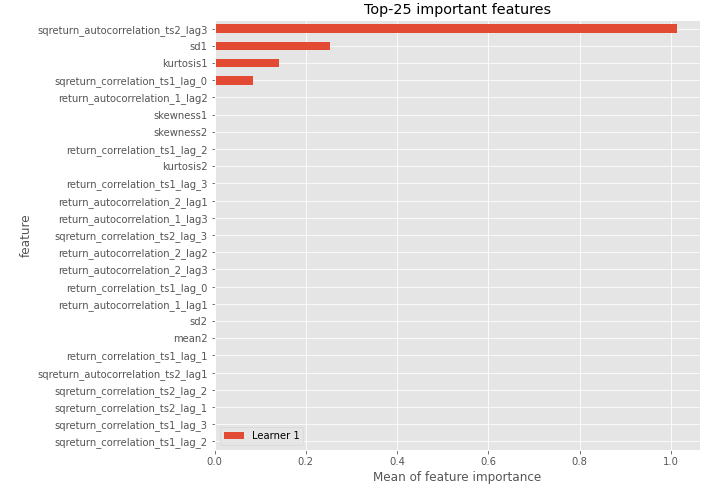 Top-25 important features
sqreturn_autocorrelation_ts2_lag3
sd1
kurtosis1
sqreturn_correlation_ts1_lag_0
return_autocorrelation_1_lag2
skewness1
skewness2
return_correlation_ts1_lag_2
kurtosis2
return_correlation_ts1_lag_3
return_autocorrelation_2_lag1
return_autocorrelation_1_lag3
sqreturn_correlation_ts2_lag_3
return_autocorrelation_2_lag2
return_autocorrelation_2_lag3
return_correlation_ts1_lag_0
return_autocorrelation_1_lag1
sd2
mean2
return_correlation_ts1_lag_1
sqreturn_autocorrelation_ts2_lag1
sqreturn_correlation_ts2_lag_2
sqreturn_correlation_ts2_lag_1
sqreturn_correlation_ts1_lag_3
sqreturn_correlation_ts1_lag_2
feature
Learner 1
0.0 0.2 0.4 0.6 0.8 1.0
Mean of feature importance